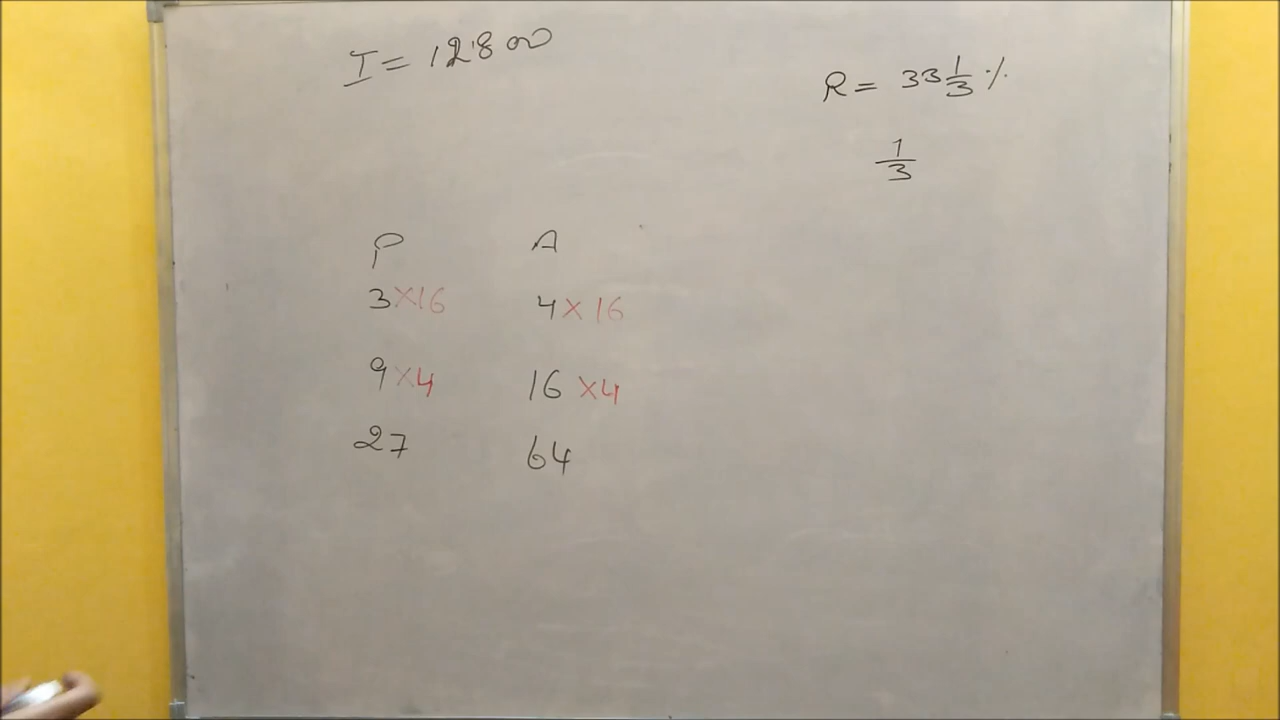 I = 12800
R = 33 1/3 %
1/3
P A
3 ×16 4 × 16
9 ×4 16 ×4
27 64